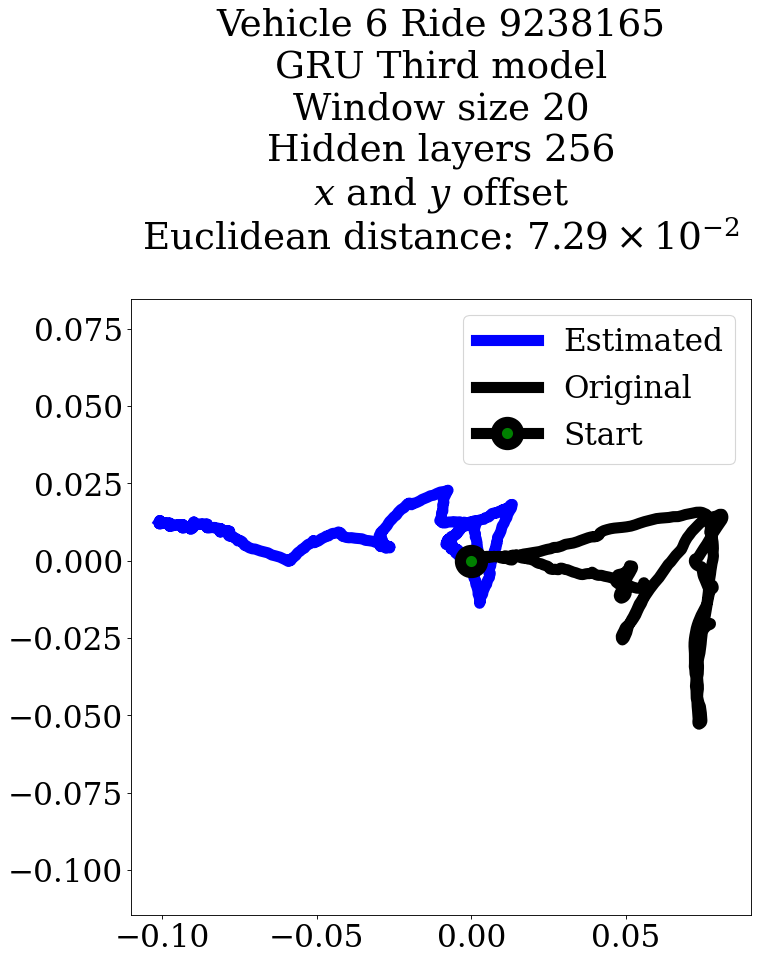 Vehicle 6 Ride 9238165
GRU Third model
Window size 20
Hidden layers 256
x and y offset
Euclidean distance: 7.29 × 10⁻²
Estimated
Original
Start
0.075
0.050
0.025
0.000
−0.025
−0.050
−0.075
−0.100
−0.10 −0.05 0.00 0.05